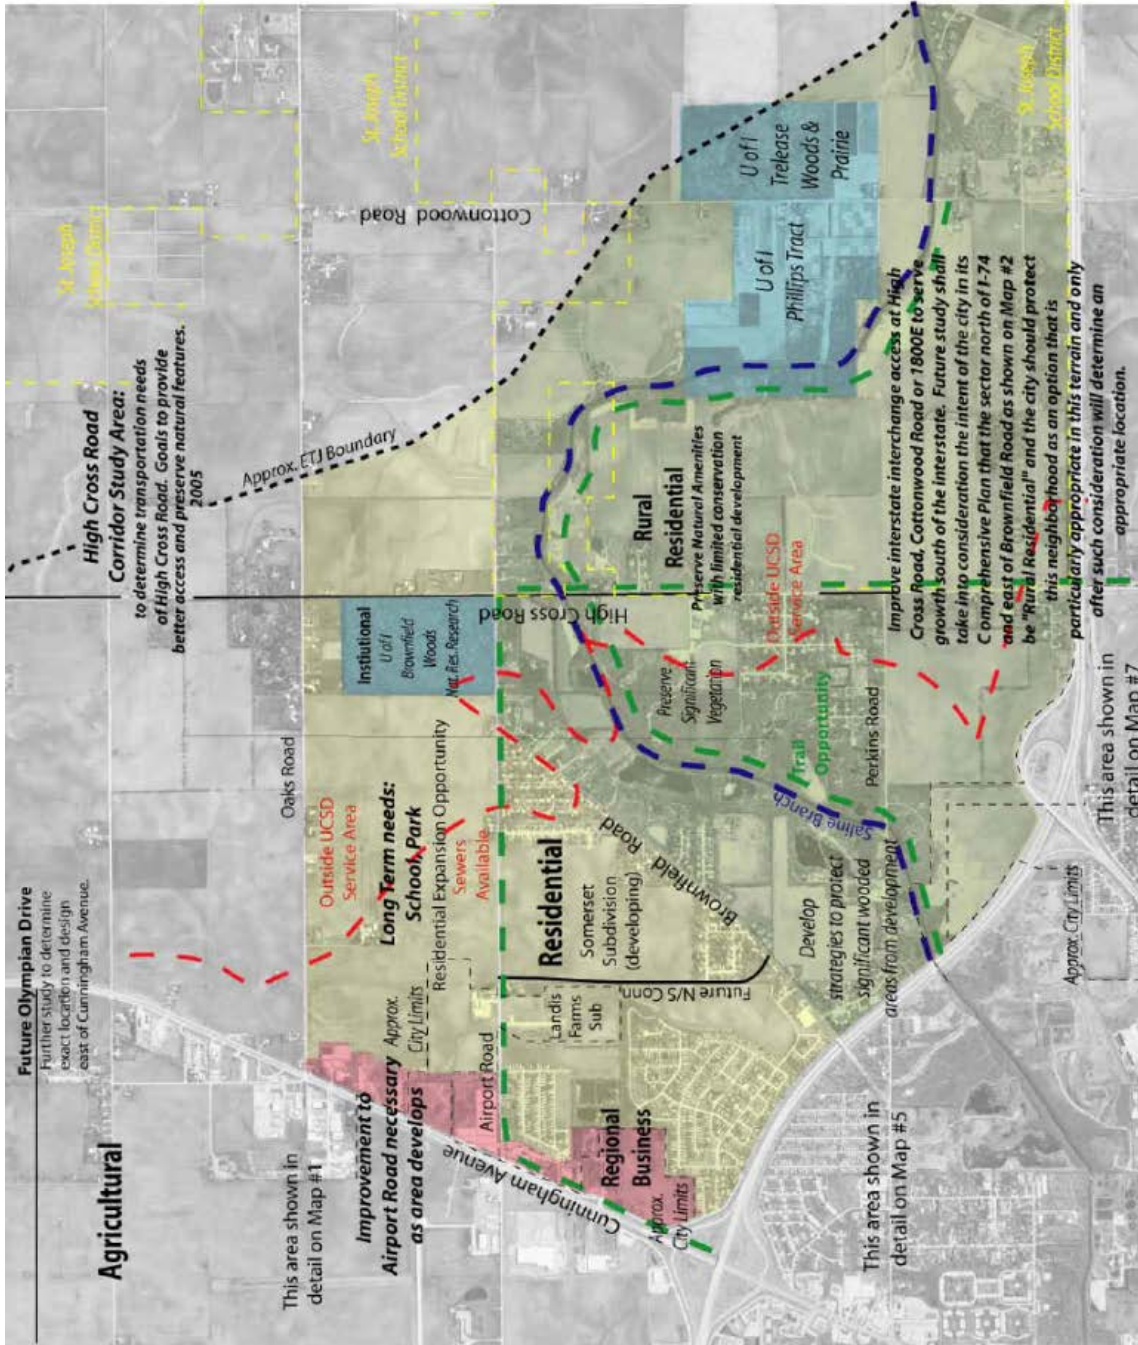 Future Olympian Drive
Further study to determine
exact location and design
east of Cunningham Avenue.
Agricultural
This area shown in
detail on Map #1
Improvement to
Airport Road necessary
as area develops
Approx.
City Limits
Cunningham Avenue
Airport Road
Regional
Business
Approx.
City Limits
This area shown in
detail on Map #5
Oaks Road
Outside UCSD
Service Area
Long Term needs:
School, Park
Residential Expansion Opportunity
Sewers
Available
Residential
Somerset
Subdivision
(developing)
Landis
Farms
Sub
Future N/S Conn.
Brownfield Road
Develop
strategies to protect
significant wooded
areas from development
Saline Branch
Trail
Opportunity
Perkins Road
Approx. City Limits
This area shown in
detail on Map #7
High Cross Road
Corridor Study Area:
to determine transportation needs
of High Cross Road. Goals to provide
better access and preserve natural features.
2005
Instiutional
U of I
Brownfield
Woods
Nat. Res. Research
High Cross Road
Preserve
Significant
Vegetation
Outside UCSD
Service Area
Rural
Residential
Preserve Natural Amenities
with limited conservation
residential development
Approx. ETJ Boundary
St. Joseph
School District
St. Joseph
School District
Cottonwood Road
U of I
Trelease
Woods &
Prairie
U of I
Phillips Tract
St. Joseph
School District
Improve interstate interchange access at High
Cross Road, Cottonwood Road or 1800E to serve
growth south of the interstate. Future study shall
take into consideration the intent of the city in its
Comprehensive Plan that the sector north of I-74
and east of Brownfield Road as shown on Map #2
be "Rural Residential" and the city should protect
this neighborhood as an option that is
particularly appropriate in this terrain and only
after such consideration will determine an
appropriate location.